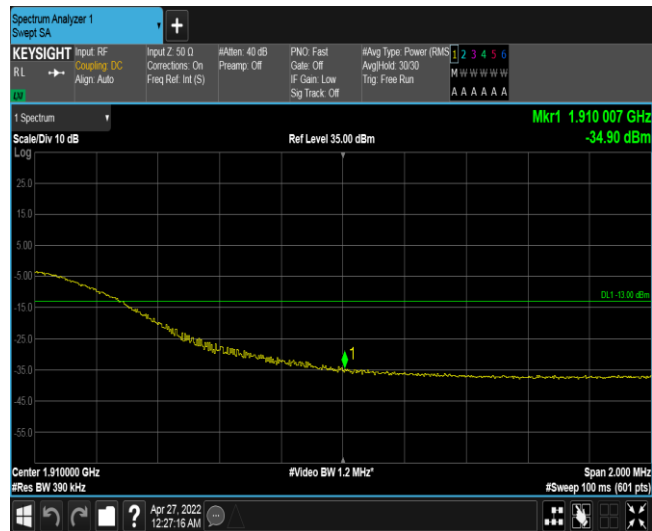 Spectrum Analyzer 1
Swept SA
+
KEYSIGHT
RL
LXI
Input: RF
Coupling: DC
Align: Auto
Input Z: 50 Ω
Corrections: On
Freq Ref: Int (S)
#Atten: 40 dB
Preamp: Off
PNO: Fast
Gate: Off
IF Gain: Low
Sig Track: Off
#Avg Type: Power (RMS
Avg|Hold: 30/30
Trig: Free Run
1 2 3 4 5 6
M W W W W W
A A A A A A
1 Spectrum
Mkr1 1.910 007 GHz
Scale/Div 10 dB
Ref Level 35.00 dBm
-34.90 dBm
Log
25.0
15.0
5.00
-5.00
DL1 -13.00 dBm
-15.0
-25.0
1
-35.0
-45.0
-55.0
Center 1.910000 GHz
#Video BW 1.2 MHz*
Span 2.000 MHz
#Res BW 390 kHz
#Sweep 100 ms (601 pts)
?
Apr 27, 2022
12:27:16 AM